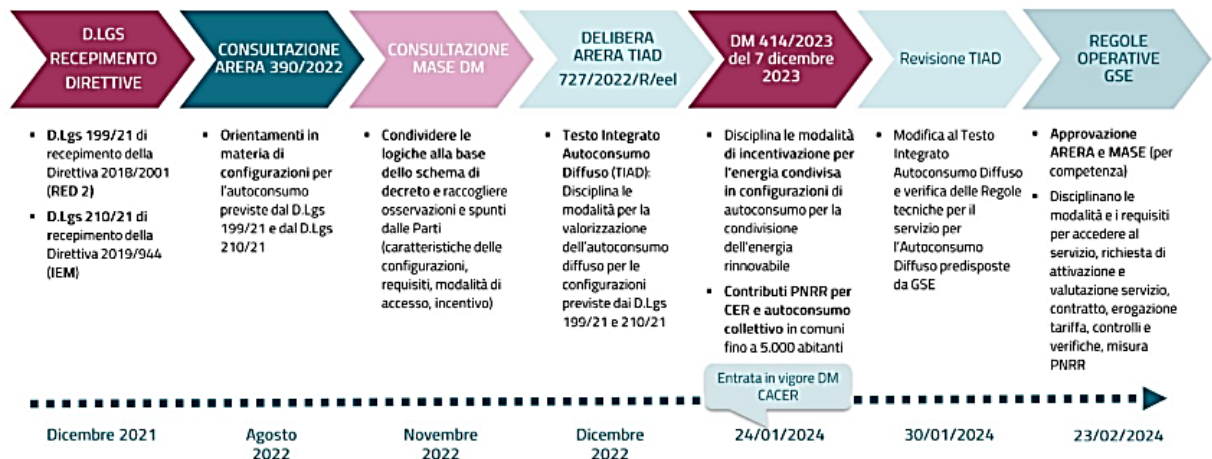 D.LGS
RECEPIMENTO
DIRETTIVE
CONSULTAZIONE
ARERA 390/2022
CONSULTAZIONE
MASE DM
DELIBERA
ARERA TIAD
727/2022/R/eel
DM 414/2023
del 7 dicembre
2023
Revisione TIAD
REGOLE
OPERATIVE
GSE
▪ D.Lgs 199/21 di
recepimento della
Direttiva 2018/2001
(RED 2)
▪ D.Lgs 210/21 di
recepimento della
Direttiva 2019/944
(IEM)
▪ Orientamenti in
materia di
configurazioni per
l'autoconsumo
previste dal D.Lgs
199/21 e dal D.Lgs
210/21
▪ Condividere le
logiche alla base
dello schema di
decreto e raccogliere
osservazioni e spunti
dalle Parti
(caratteristiche delle
configurazioni,
requisiti, modalità di
accesso, incentivo)
▪ Testo Integrato
Autoconsumo
Diffuso (TIAD):
Disciplina le
modalità per la
valorizzazione
dell'autoconsumo
diffuso per le
configurazioni
previste dai D.Lgs
199/21 e 210/21
▪ Disciplina le modalità
di incentivazione per
l'energia condivisa
in configurazioni di
autoconsumo per la
condivisione
dell'energia
rinnovabile
▪ Contributi PNRR per
CER e autoconsumo
collettivo in comuni
fino a 5.000 abitanti
▪ Modifica al Testo
Integrato
Autoconsumo Diffuso
e verifica delle Regole
tecniche per il
servizio per
l'Autoconsumo
Diffuso predisposte
da GSE
▪ Approvazione
ARERA e MASE (per
competenza)
▪ Disciplinano le
modalità e i requisiti
per accedere al
servizio, richiesta di
attivazione e
valutazione servizio,
contratto, erogazione
tariffa, controlli e
verifiche, misura
PNRR
Entrata in vigore DM
CACER
Dicembre 2021
Agosto
2022
Novembre
2022
Dicembre
2022
24/01/2024
30/01/2024
23/02/2024